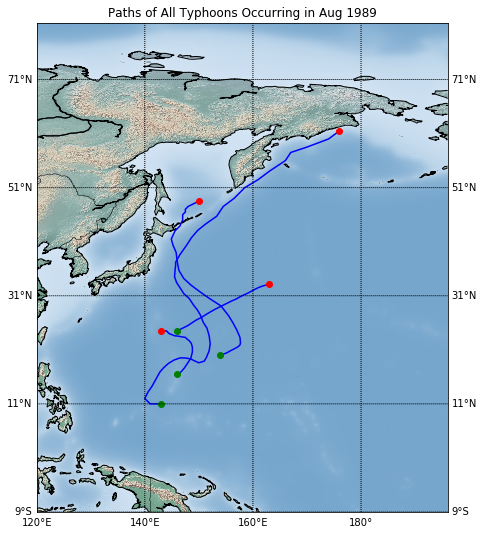 Paths of All Typhoons Occurring in Aug 1989
71°N 71°N
51°N 51°N
31°N 31°N
11°N 11°N
9°S 9°S
120°E 140°E 160°E 180°